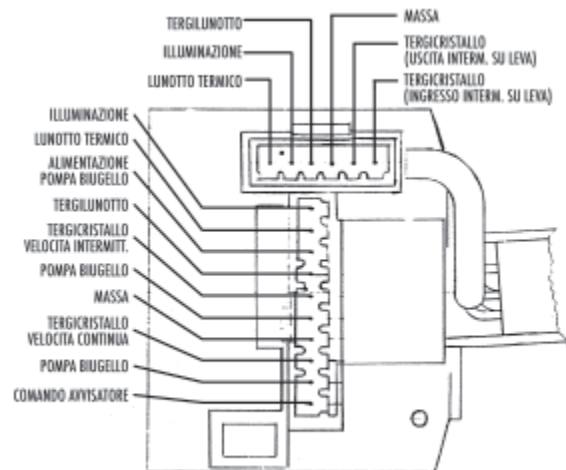 MASSA
TERGILUNOTTO
TERGICRISTALLO
(USCITA INTERM. SU LEVA)
ILLUMINAZIONE
TERGICRISTALLO
(INGRESSO INTERM. SU LEVA)
LUNOTTO TERMICO
ILLUMINAZIONE
LUNOTTO TERMICO
ALIMENTAZIONE
POMPA BIUGELLO
TERGILUNOTTO
TERGICRISTALLO
VELOCITA INTERMITT.
POMPA BIUGELLO
MASSA
TERGICRISTALLO
VELOCITA CONTINUA
POMPA BIUGELLO
COMANDO AVVISATORE